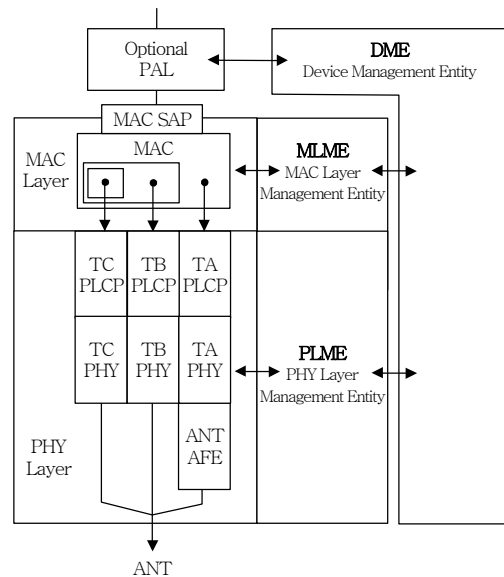 Optional
PAL
DME
Device Management Entity
MAC SAP
MAC
Layer
MAC
MLME
MAC Layer
Management Entity
TC
PLCP
TB
PLCP
TA
PLCP
TC
PHY
TB
PHY
TA
PHY
PLME
PHY Layer
Management Entity
ANT
AFE
PHY
Layer
ANT